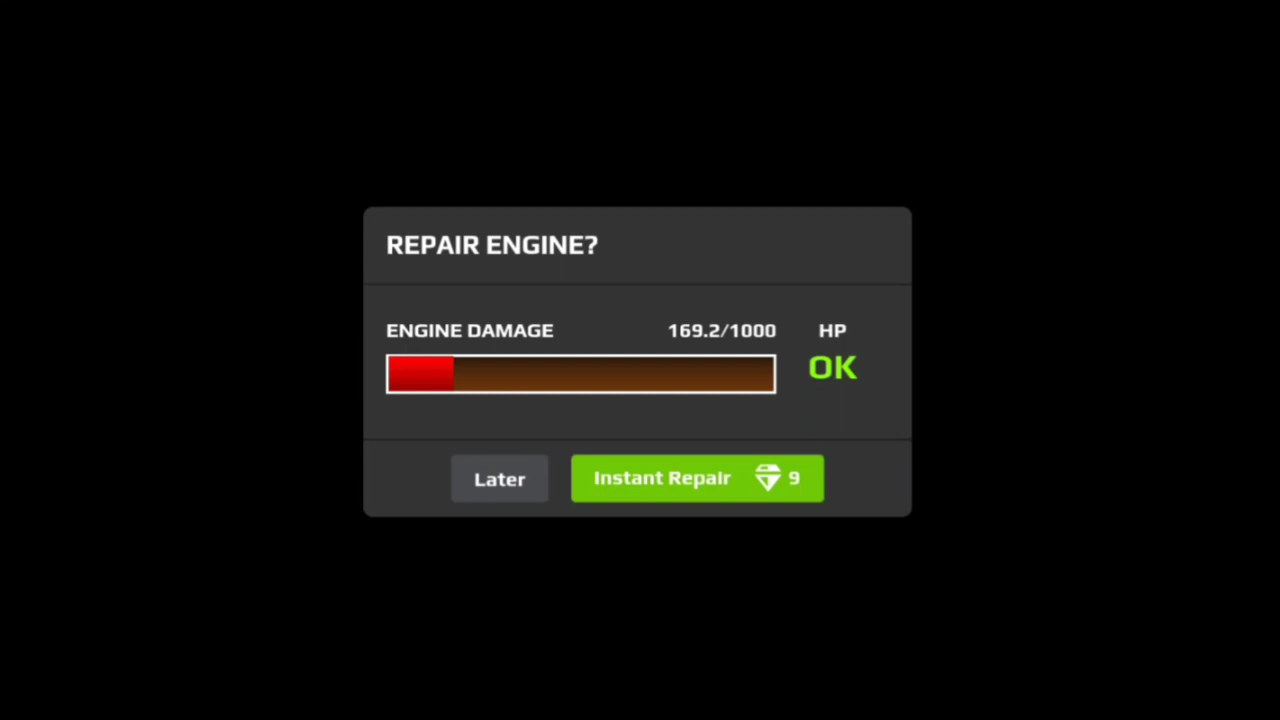 REPAIR ENGINE?
ENGINE DAMAGE 169.2/1000 HP
OK
Later Instant Repair 9